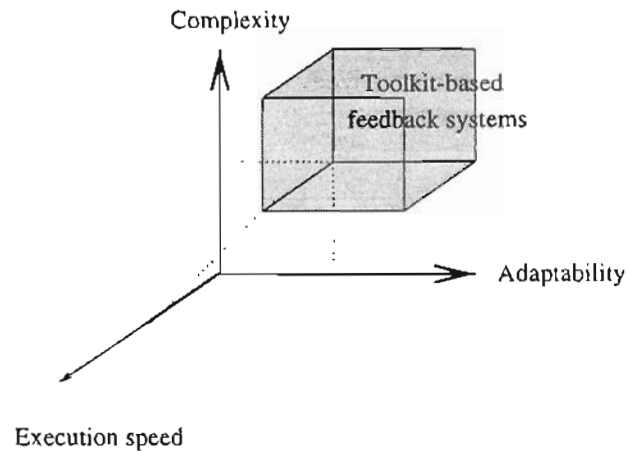 Complexity
Toolkit-based
feedback systems
Adaptability
Execution speed